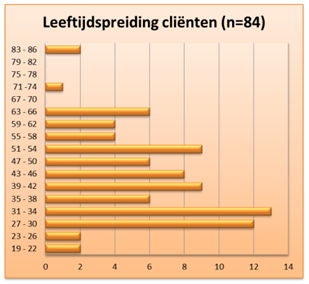 Leeftijdspreiding cliënten (n=84)
83 - 86
79 - 82
75 - 78
71 -74
67 - 70
63 - 66
59 - 62
55 - 58
51 - 54
47 - 50
43 - 46
39 - 42
35 - 38
31 - 34
27 - 30
23 - 26
19 - 22
0 2 4 6 8 10 12 14